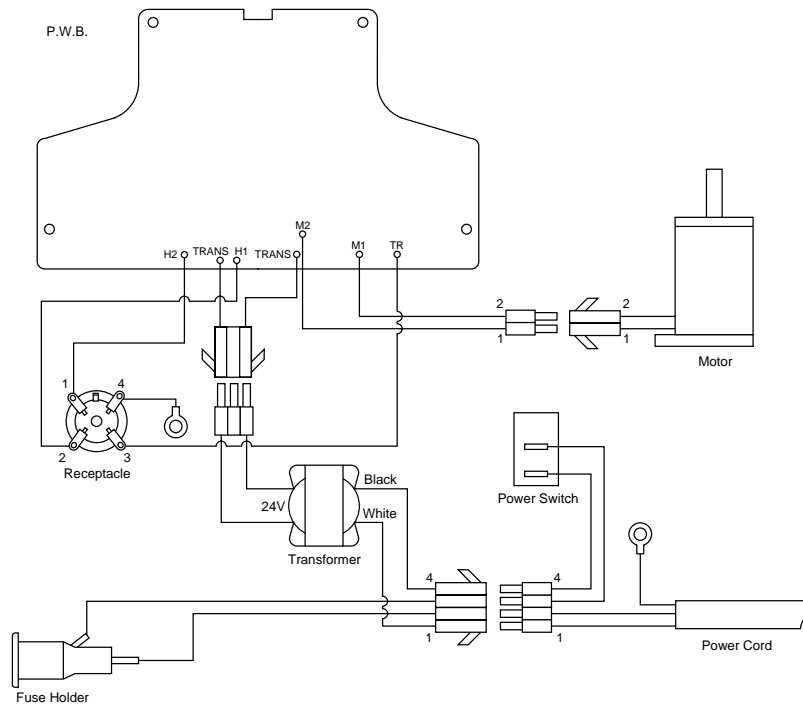 P.W.B.
M2
H2 TRANS H1 TRANS M1 TR
2 2
1 1
Motor
1 4
2 3
Receptacle
Power Switch
Black
24V
White
Transformer
4 4
1 1
Power Cord
Fuse Holder